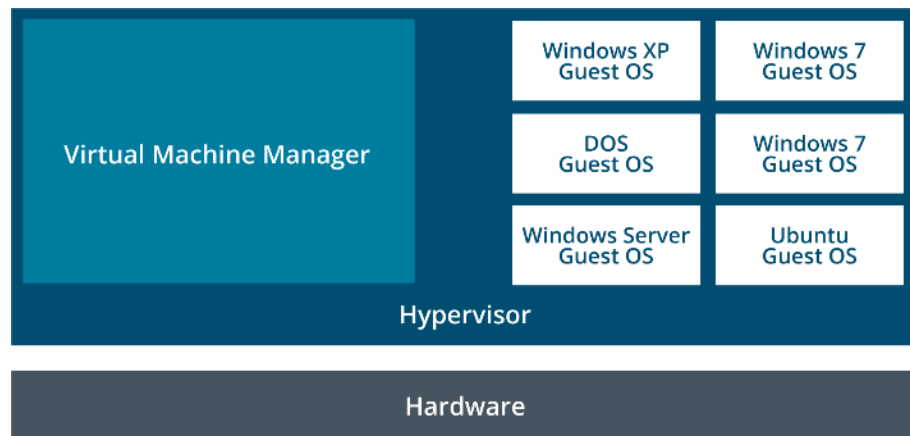 Virtual Machine Manager
Windows XP
Guest OS
Windows 7
Guest OS
DOS
Guest OS
Windows 7
Guest OS
Windows Server
Guest OS
Ubuntu
Guest OS
Hypervisor
Hardware